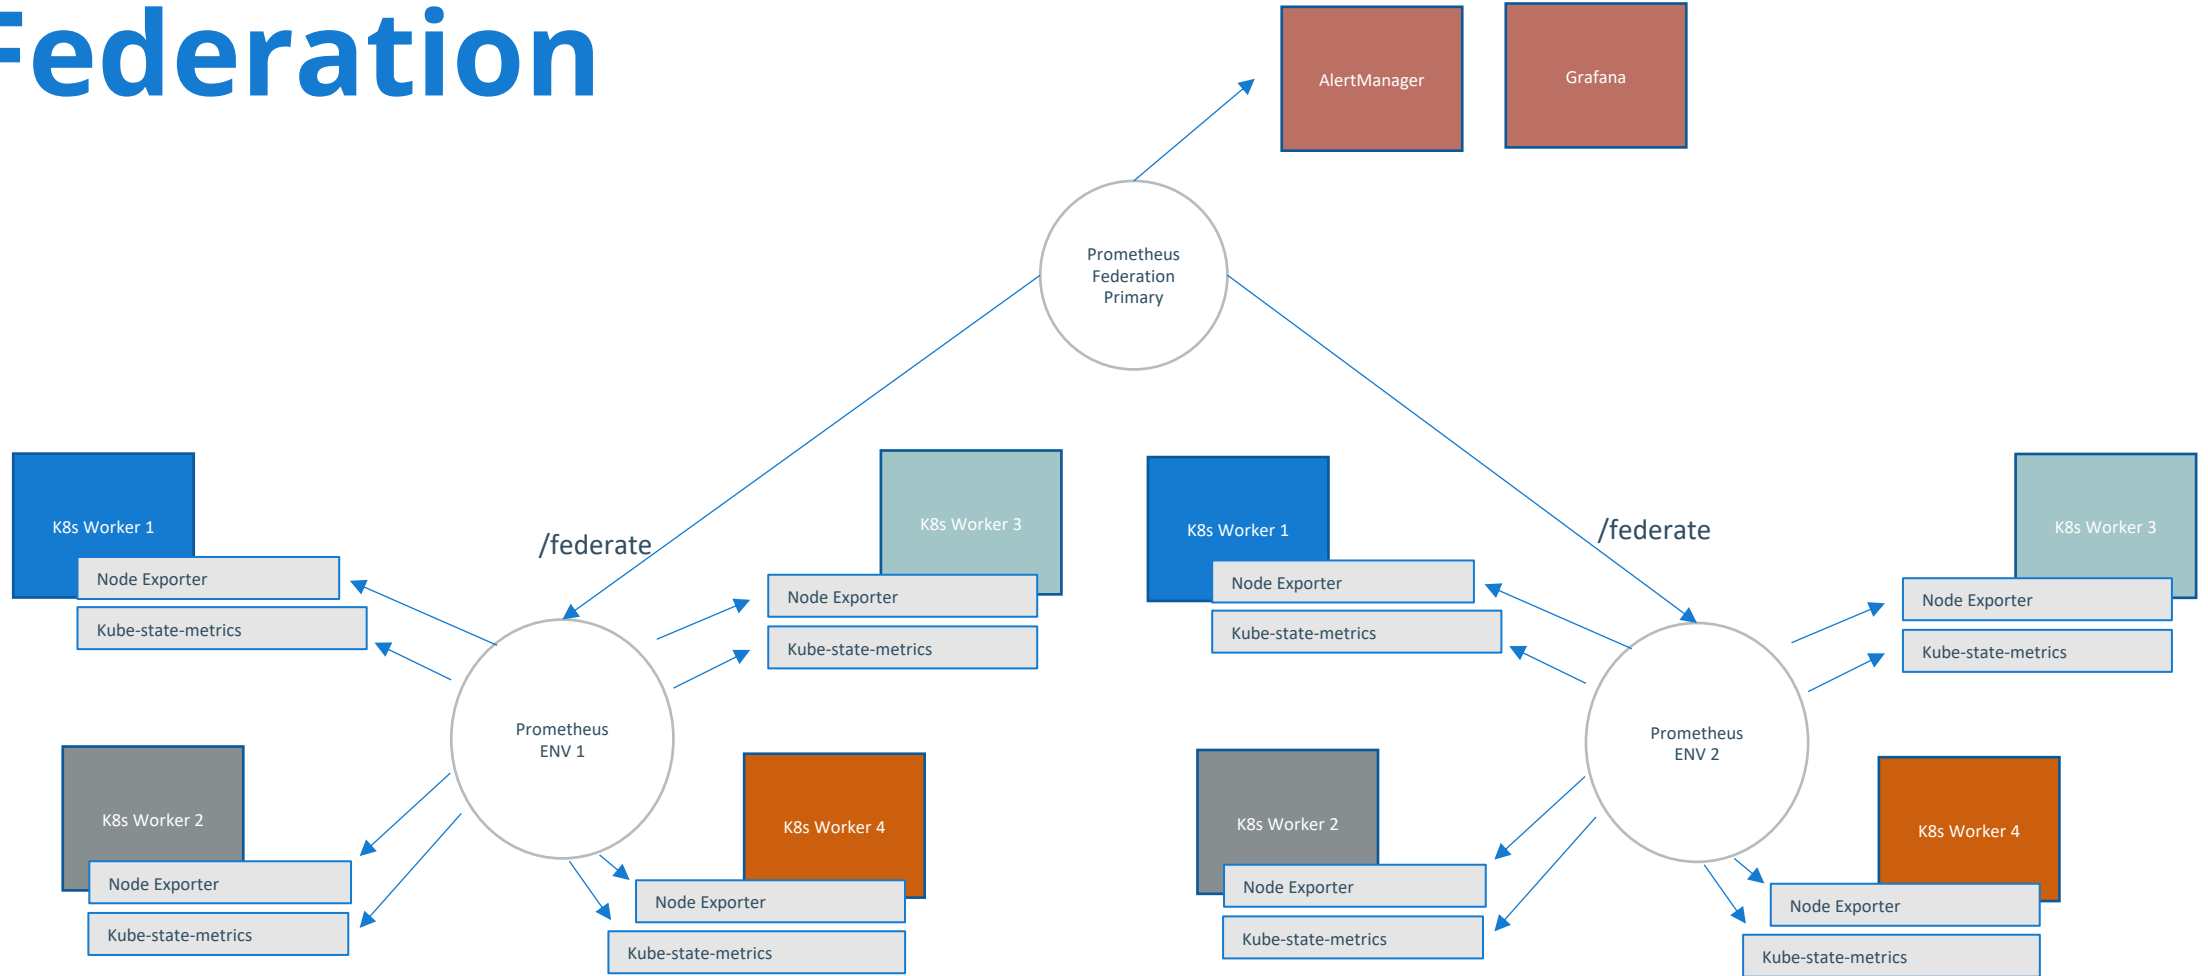 Federation
AlertManager
Grafana
Prometheus
Federation
Primary
/federate
/federate
K8s Worker 1
Node Exporter
Kube-state-metrics
K8s Worker 3
Node Exporter
Kube-state-metrics
Prometheus
ENV 1
K8s Worker 2
Node Exporter
Kube-state-metrics
K8s Worker 4
Node Exporter
Kube-state-metrics
K8s Worker 1
Node Exporter
Kube-state-metrics
K8s Worker 3
Node Exporter
Kube-state-metrics
Prometheus
ENV 2
K8s Worker 2
Node Exporter
Kube-state-metrics
K8s Worker 4
Node Exporter
Kube-state-metrics